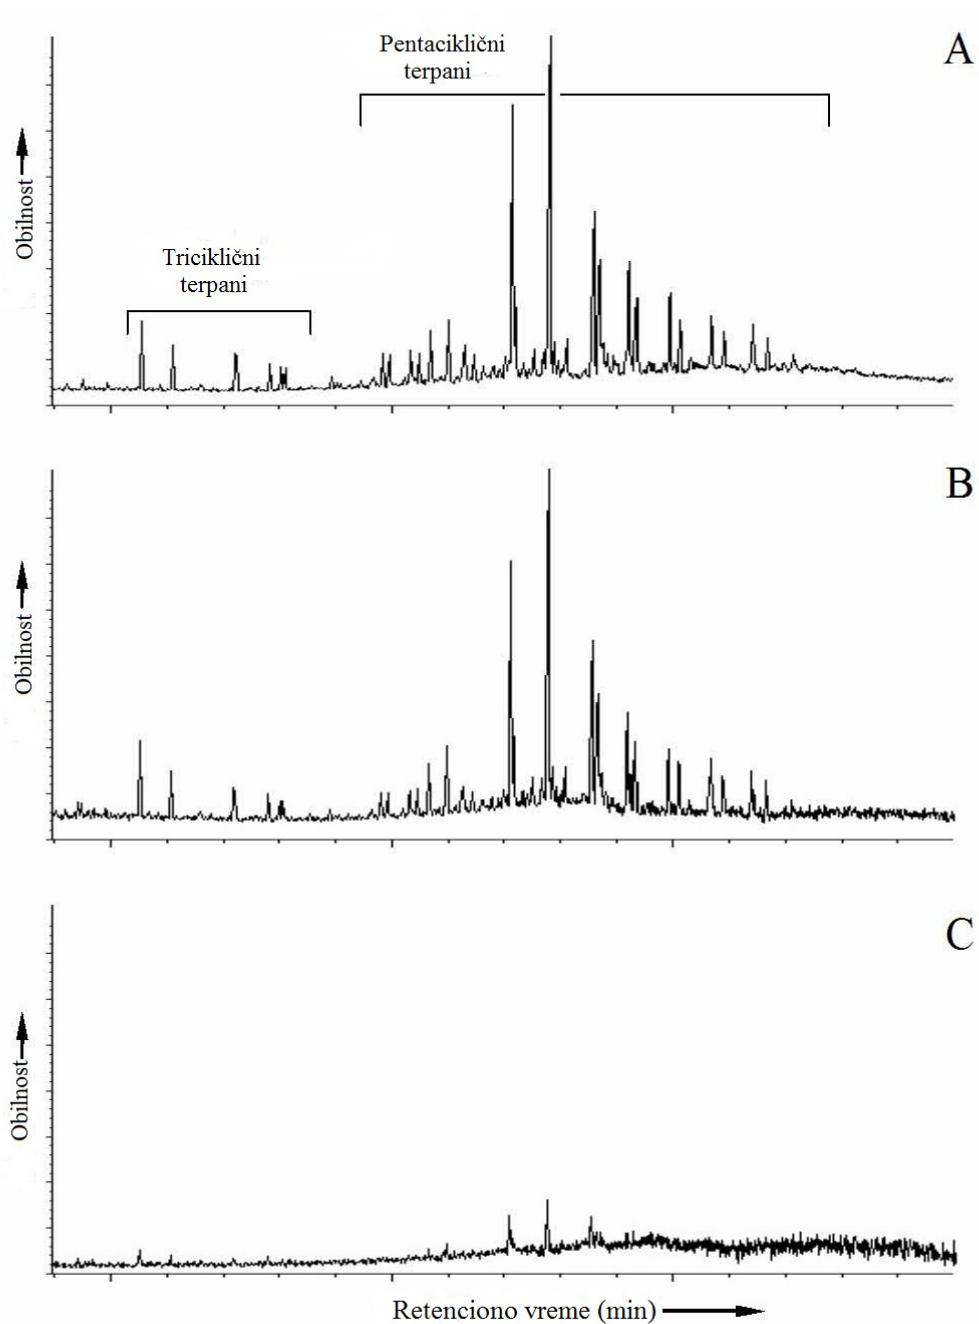 A
Pentaciklični
terpani
Triciklični
terpani
Obilnost
B
Obilnost
C
Obilnost
Retenciono vreme (min)